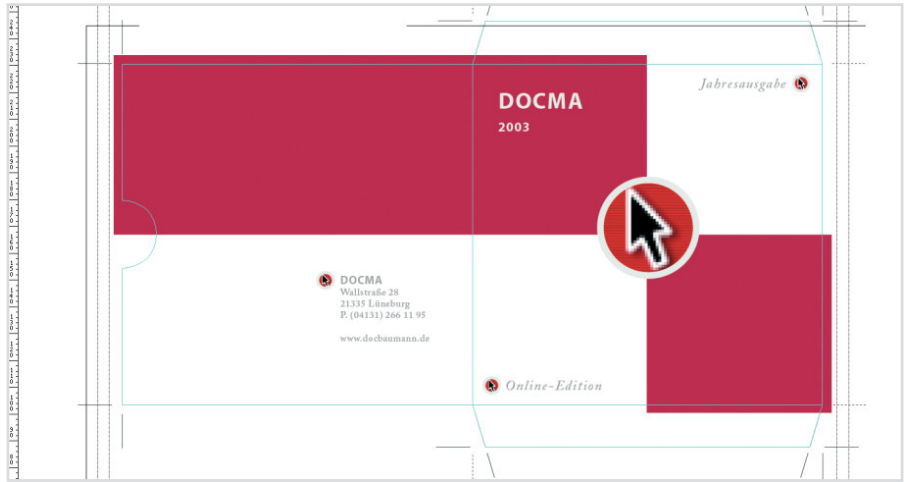 Jahresausgabe
DOCMA
2003
DOCMA
Wallstraße 28
21335 Lüneburg
P. (04131) 266 11 95
www.docbaumann.de
Online-Edition